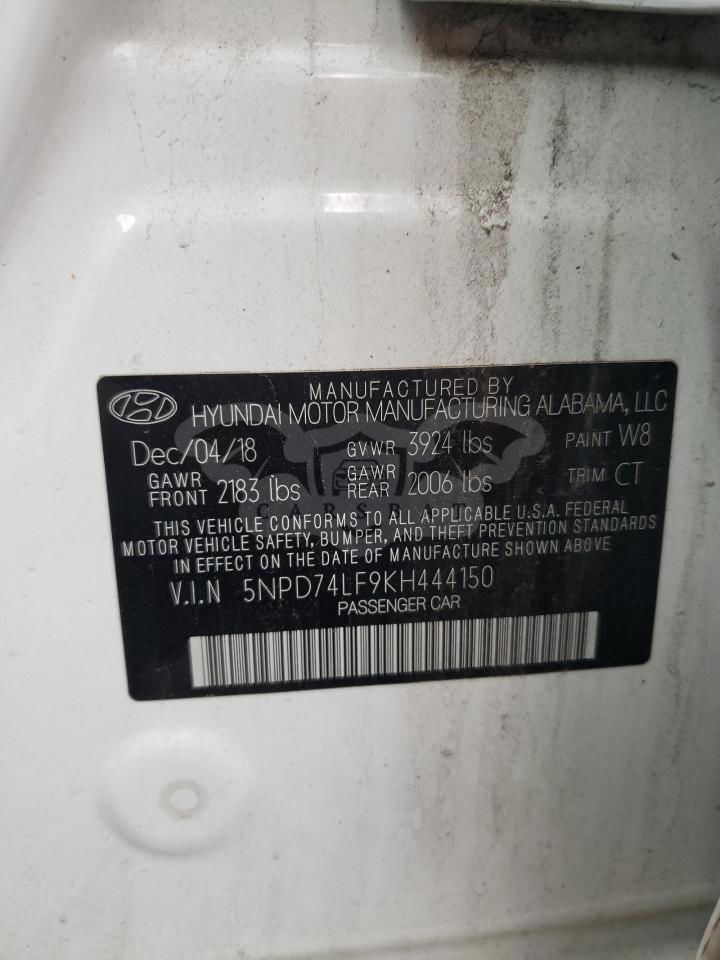 MANUFACTURED BY
HYUNDAI MOTOR MANUFACTURING ALABAMA, LLC
Dec/04/18 GVWR 3924 lbs PAINT W8
GAWR FRONT 2183 lbs GAWR REAR 2006 lbs TRIM CT
CARSBAT
THIS VEHICLE CONFORMS TO ALL APPLICABLE U.S.A. FEDERAL
MOTOR VEHICLE SAFETY, BUMPER, AND THEFT PREVENTION STANDARDS
IN EFFECT ON THE DATE OF MANUFACTURE SHOWN ABOVE
V.I.N 5NPD74LF9KH444150
PASSENGER CAR